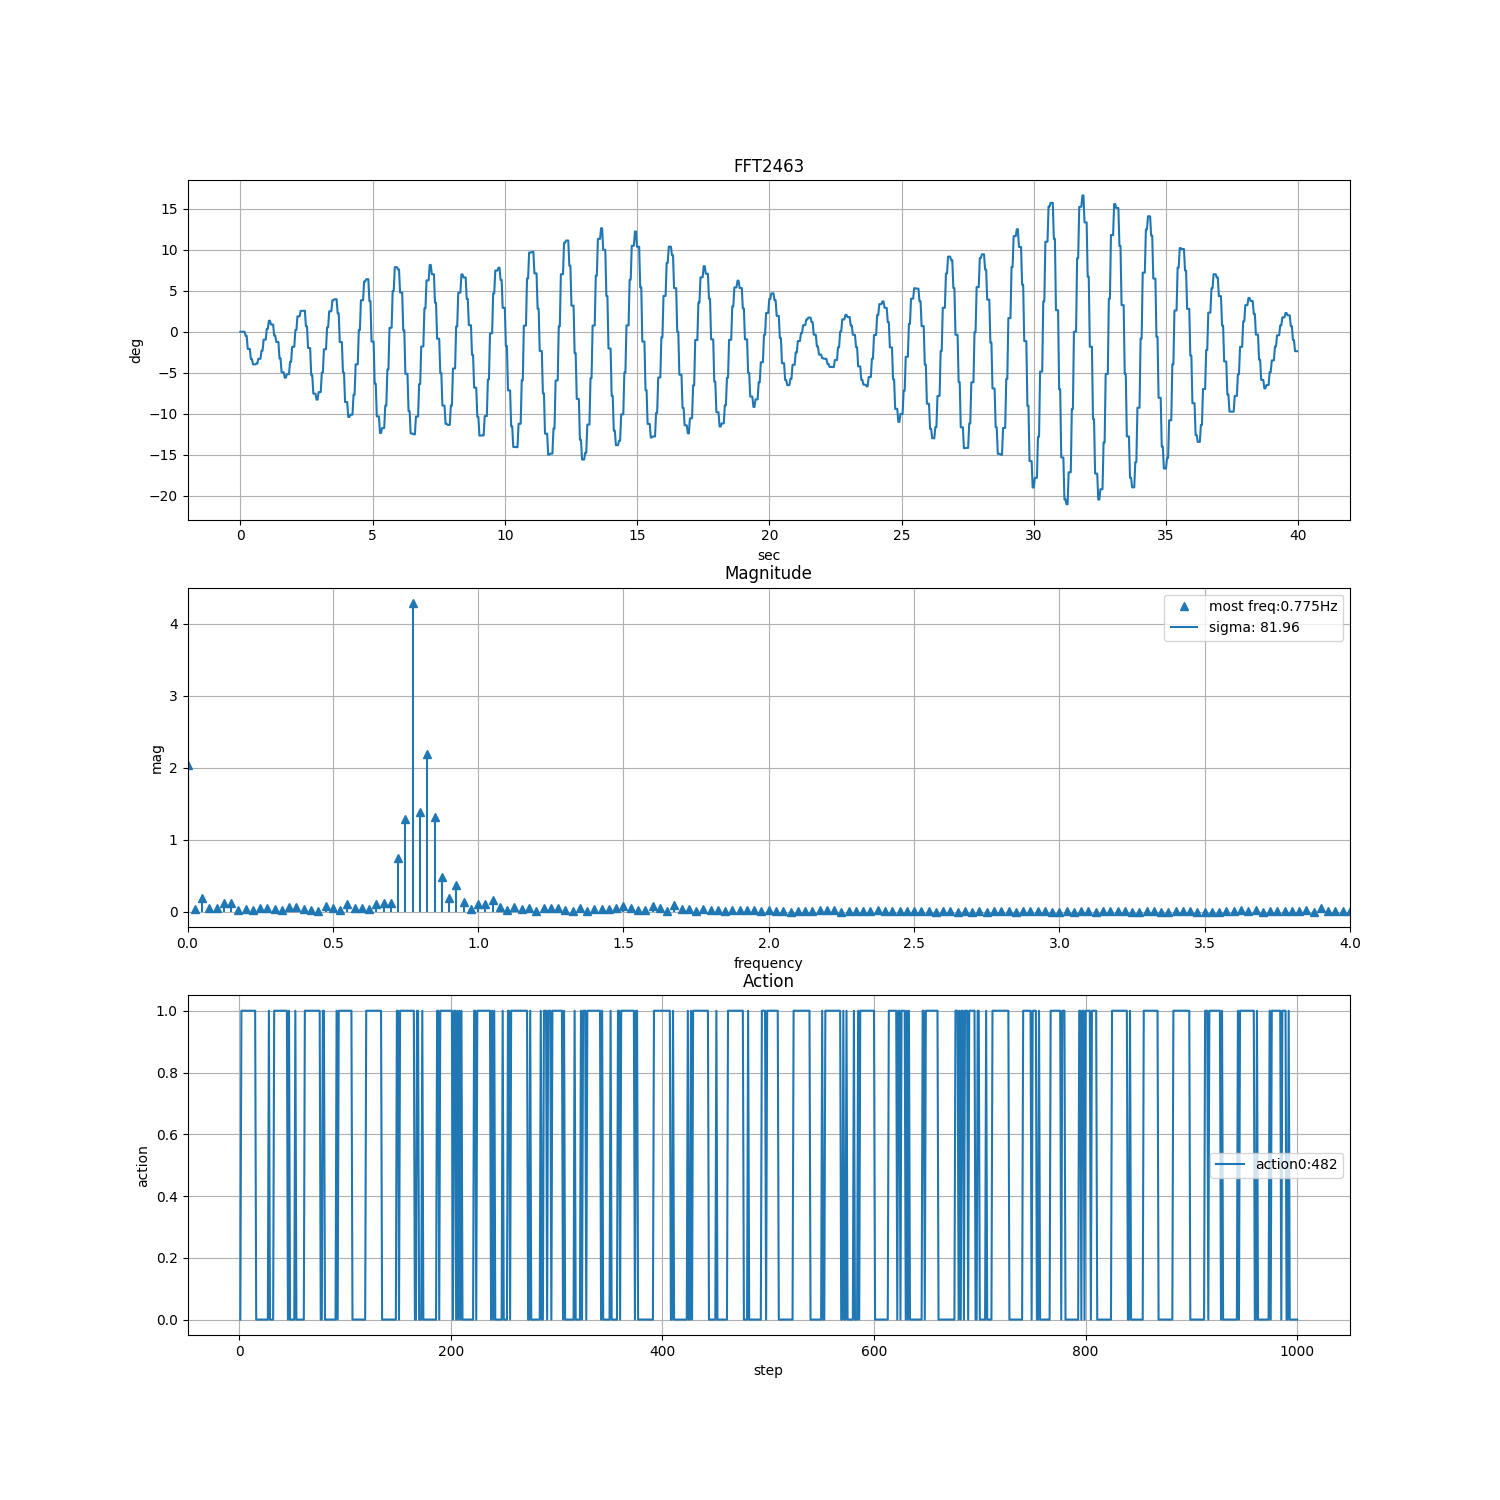 FFT2463
15
10
5
0
−5
−10
−15
−20
deg
0 5 10 15 20 25 30 35 40
sec
Magnitude
4
3
2
1
0
mag
most freq:0.775Hz
sigma: 81.96
0.0 0.5 1.0 1.5 2.0 2.5 3.0 3.5 4.0
frequency
Action
1.0
0.8
0.6
0.4
0.2
0.0
action
action0:482
0 200 400 600 800 1000
step